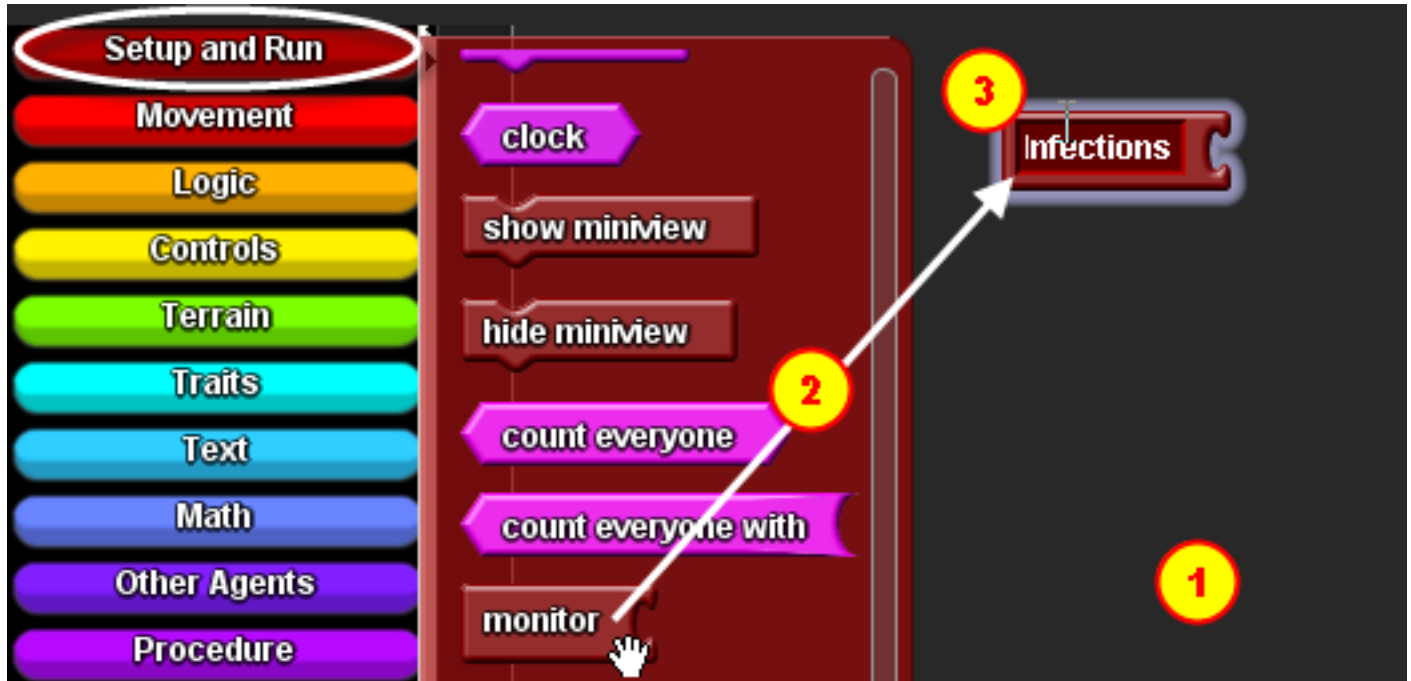 Setup and Run
Movement
Logic
Controls
Terrain
Traits
Text
Math
Other Agents
Procedure
clock
show miniview
hide miniview
count everyone
count everyone with
monitor
3
Infections
2
1